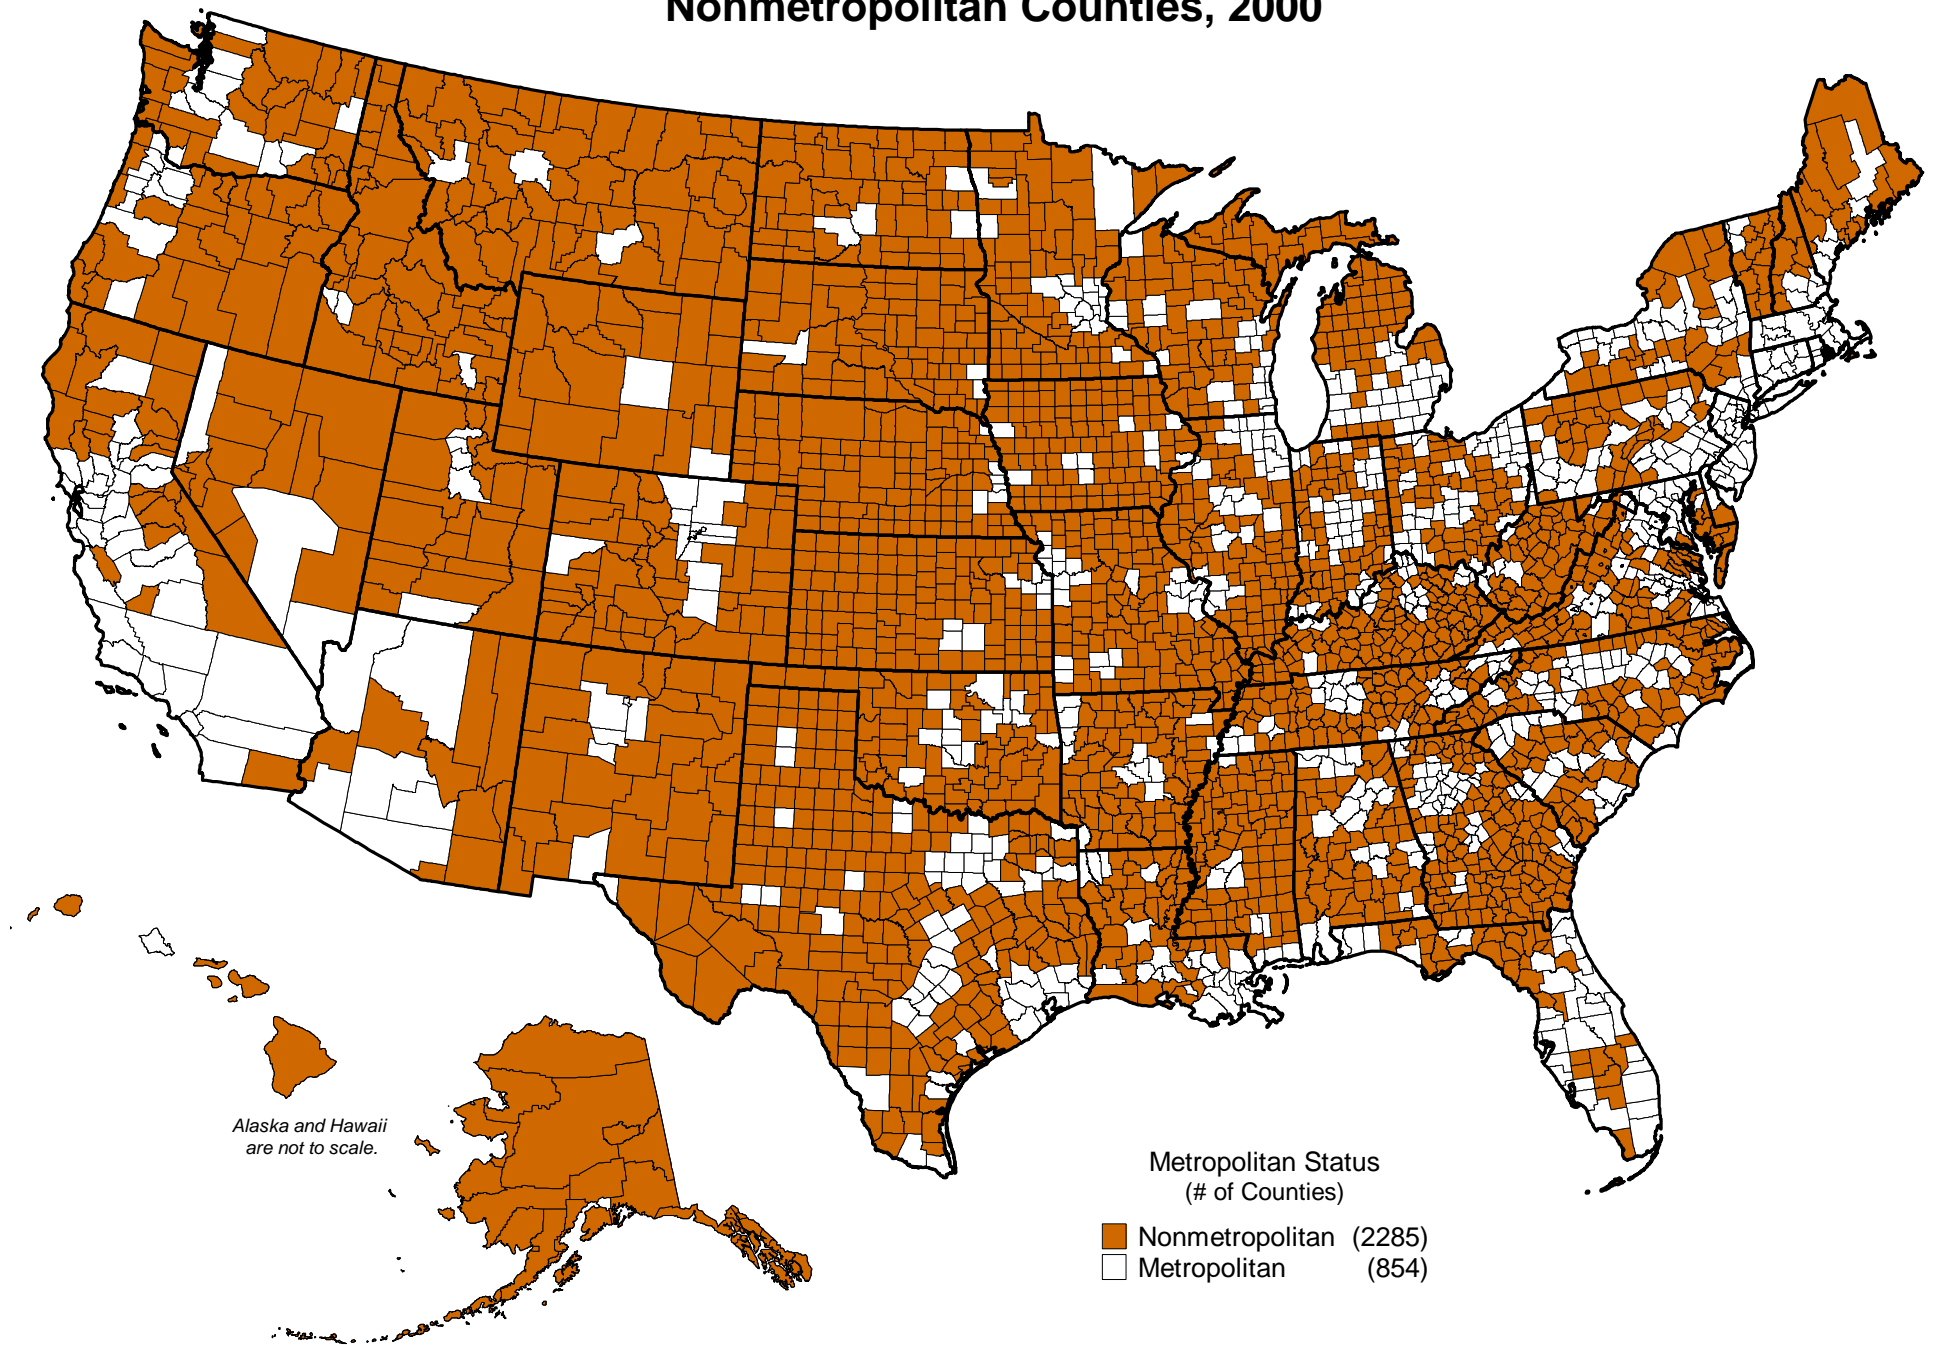 Nonmetropolitan Counties, 2000
Alaska and Hawaii
are not to scale.
Metropolitan Status
(# of Counties)
Nonmetropolitan (2285)
Metropolitan (854)